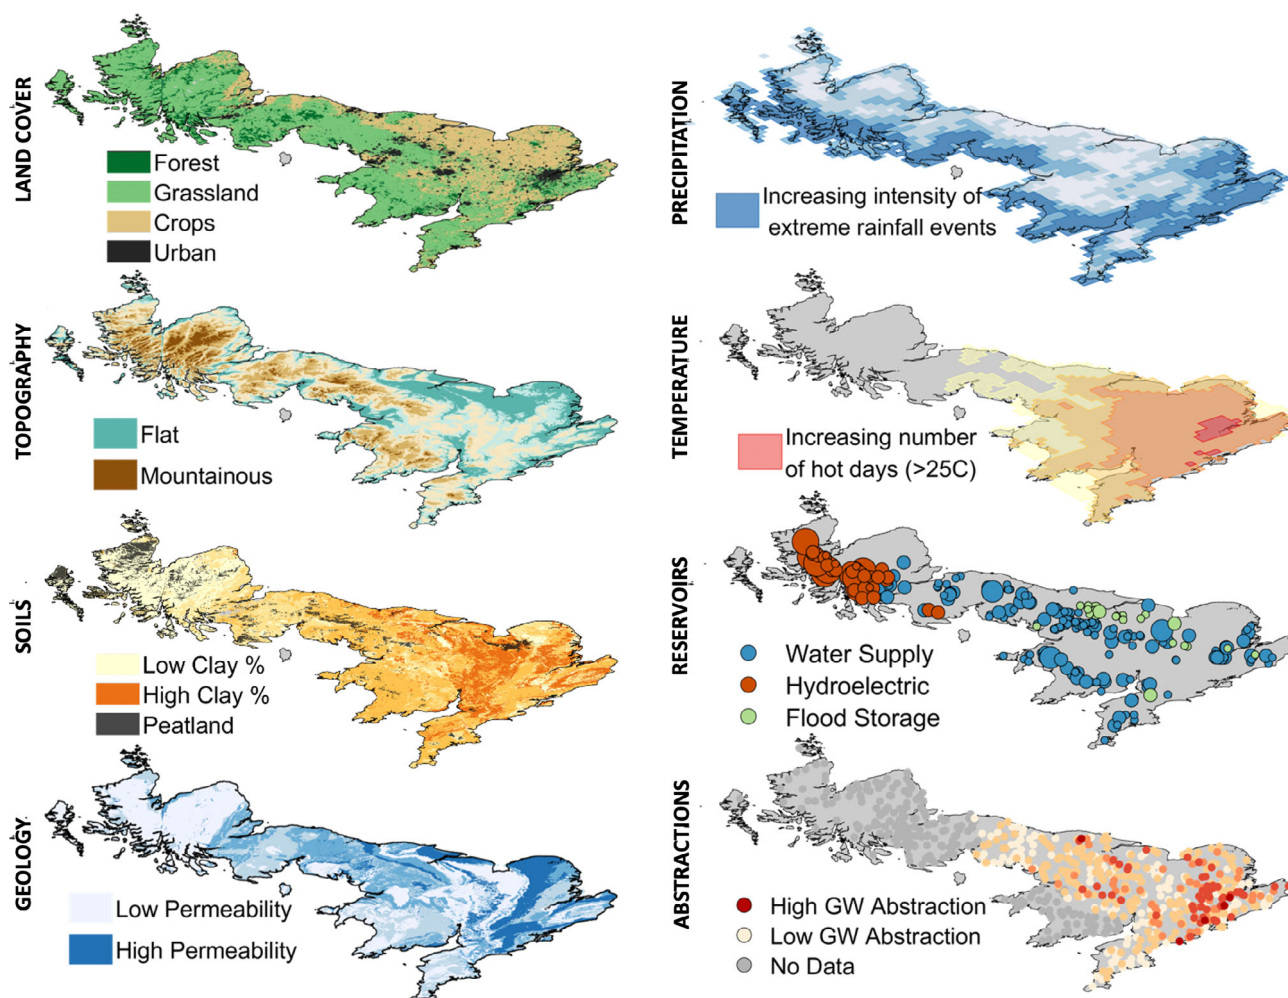 LAND COVER
Forest
Grassland
Crops
Urban
PRECIPITATION
Increasing intensity of
extreme rainfall events
TOPOGRAPHY
Flat
Mountainous
TEMPERATURE
Increasing number
of hot days (>25C)
SOILS
Low Clay %
High Clay %
Peatland
RESERVOIRS
Water Supply
Hydroelectric
Flood Storage
GEOLOGY
Low Permeability
High Permeability
ABSTRACTIONS
High GW Abstraction
Low GW Abstraction
No Data